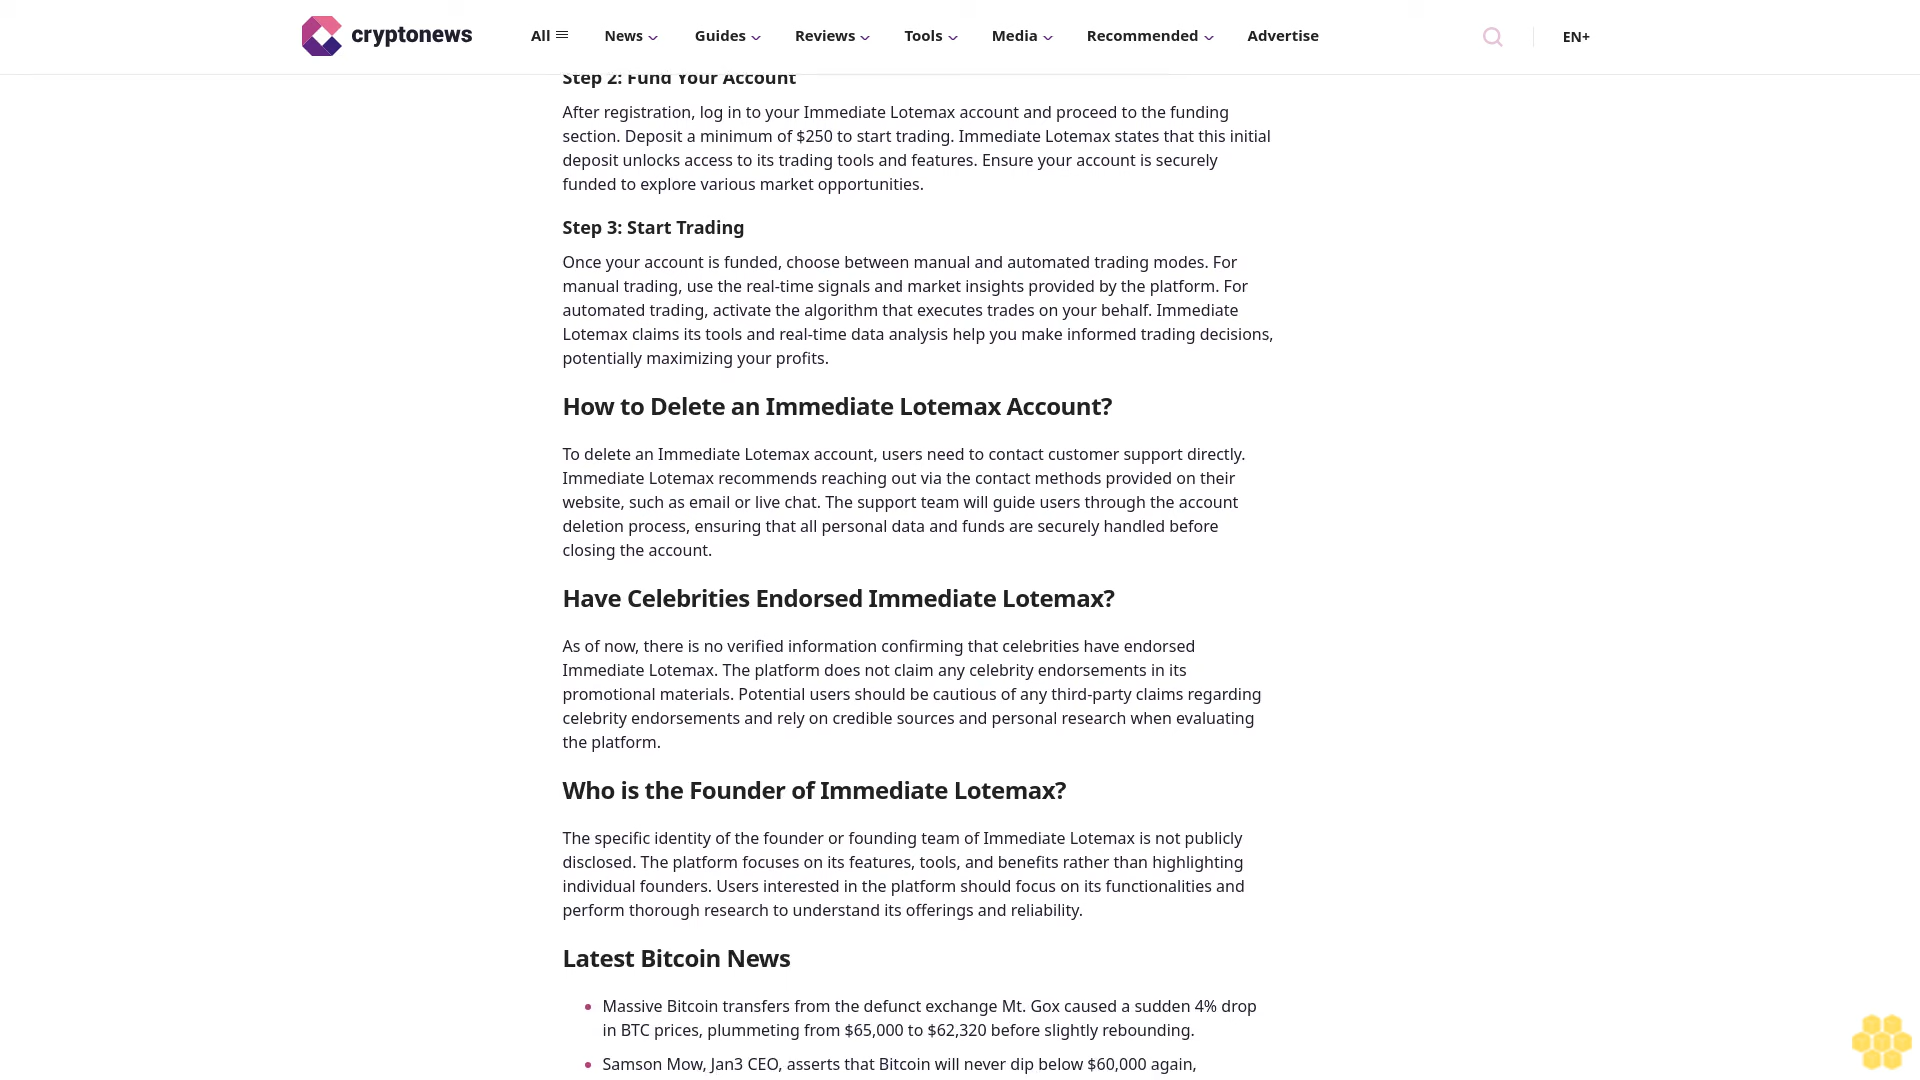 cryptonews
All
News
Guides
Reviews
Tools
Media
Recommended
Advertise
EN+
Step 2: Fund Your Account
After registration, log in to your Immediate Lotemax account and proceed to the funding
section. Deposit a minimum of $250 to start trading. Immediate Lotemax states that this initial
deposit unlocks access to its trading tools and features. Ensure your account is securely
funded to explore various market opportunities.
Step 3: Start Trading
Once your account is funded, choose between manual and automated trading modes. For
manual trading, use the real-time signals and market insights provided by the platform. For
automated trading, activate the algorithm that executes trades on your behalf. Immediate
Lotemax claims its tools and real-time data analysis help you make informed trading decisions,
potentially maximizing your profits.
How to Delete an Immediate Lotemax Account?
To delete an Immediate Lotemax account, users need to contact customer support directly.
Immediate Lotemax recommends reaching out via the contact methods provided on their
website, such as email or live chat. The support team will guide users through the account
deletion process, ensuring that all personal data and funds are securely handled before
closing the account.
Have Celebrities Endorsed Immediate Lotemax?
As of now, there is no verified information confirming that celebrities have endorsed
Immediate Lotemax. The platform does not claim any celebrity endorsements in its
promotional materials. Potential users should be cautious of any third-party claims regarding
celebrity endorsements and rely on credible sources and personal research when evaluating
the platform.
Who is the Founder of Immediate Lotemax?
The specific identity of the founder or founding team of Immediate Lotemax is not publicly
disclosed. The platform focuses on its features, tools, and benefits rather than highlighting
individual founders. Users interested in the platform should focus on its functionalities and
perform thorough research to understand its offerings and reliability.
Latest Bitcoin News
Massive Bitcoin transfers from the defunct exchange Mt. Gox caused a sudden 4% drop
in BTC prices, plummeting from $65,000 to $62,320 before slightly rebounding.
Samson Mow, Jan3 CEO, asserts that Bitcoin will never dip below $60,000 again,